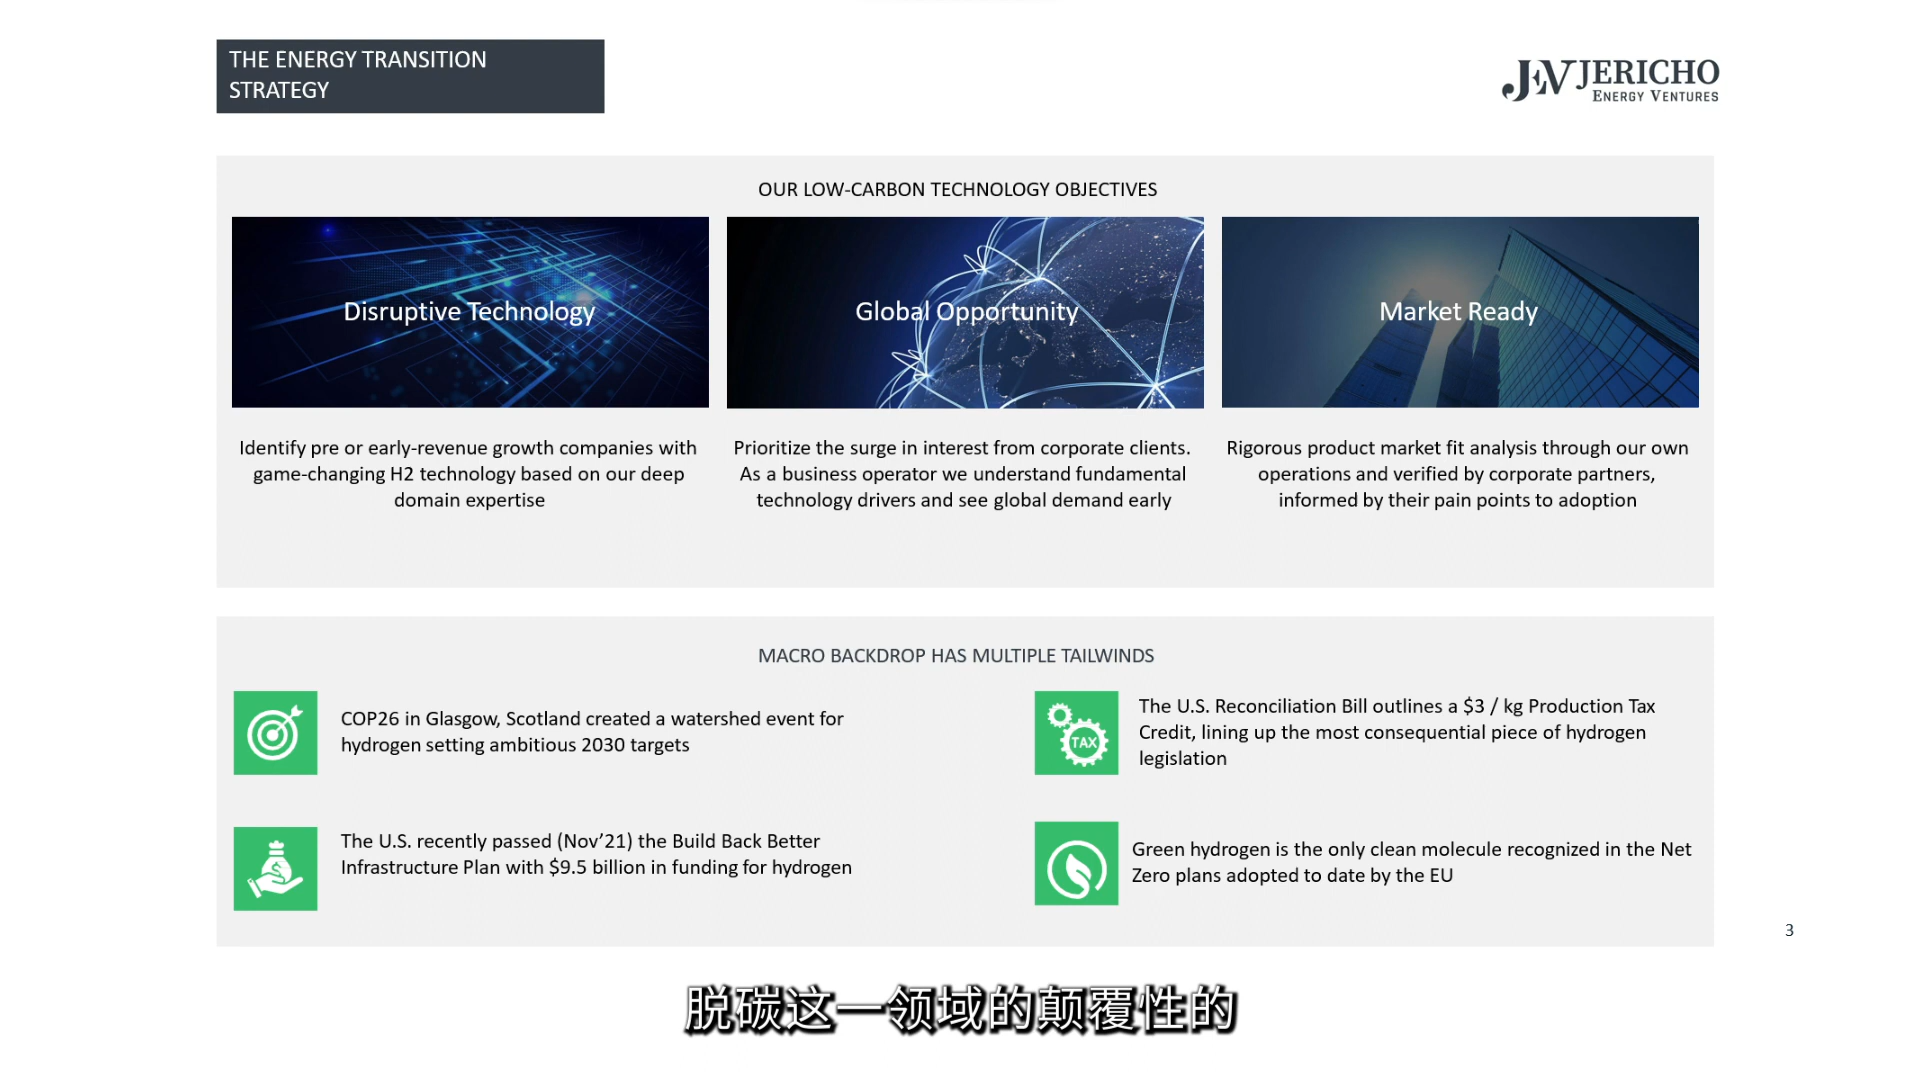 THE ENERGY TRANSITION
STRATEGY
JEV JERICHO
ENERGY VENTURES
OUR LOW-CARBON TECHNOLOGY OBJECTIVES
Disruptive Technology
Global Opportunity
Market Ready
Identify pre or early-revenue growth companies with
game-changing H2 technology based on our deep
domain expertise
Prioritize the surge in interest from corporate clients.
As a business operator we understand fundamental
technology drivers and see global demand early
Rigorous product market fit analysis through our own
operations and verified by corporate partners,
informed by their pain points to adoption
MACRO BACKDROP HAS MULTIPLE TAILWINDS
COP26 in Glasgow, Scotland created a watershed event for
hydrogen setting ambitious 2030 targets
TAX
The U.S. Reconciliation Bill outlines a $3 / kg Production Tax
Credit, lining up the most consequential piece of hydrogen
legislation
$
The U.S. recently passed (Nov’21) the Build Back Better
Infrastructure Plan with $9.5 billion in funding for hydrogen
Green hydrogen is the only clean molecule recognized in the Net
Zero plans adopted to date by the EU
3
脱碳这一领域的颠覆性的